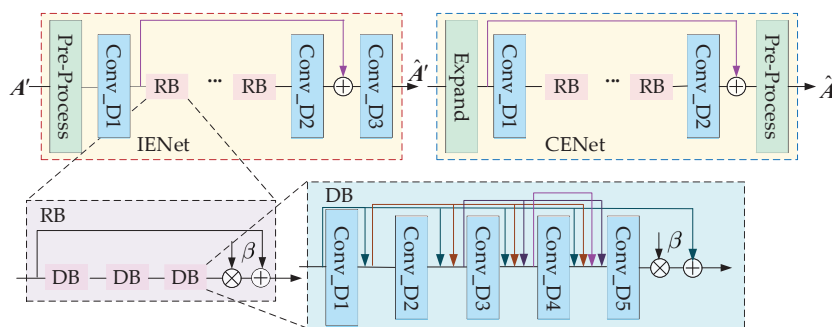 A′
Pre-Process
Conv_D1
RB
...
RB
Conv_D2
Conv_D3
IENet
Â′
Expand
Conv_D1
RB
...
RB
Conv_D2
Pre-Process
CENet
Â
RB
DB
DB
DB
β
DB
Conv_D1
Conv_D2
Conv_D3
Conv_D4
Conv_D5
β